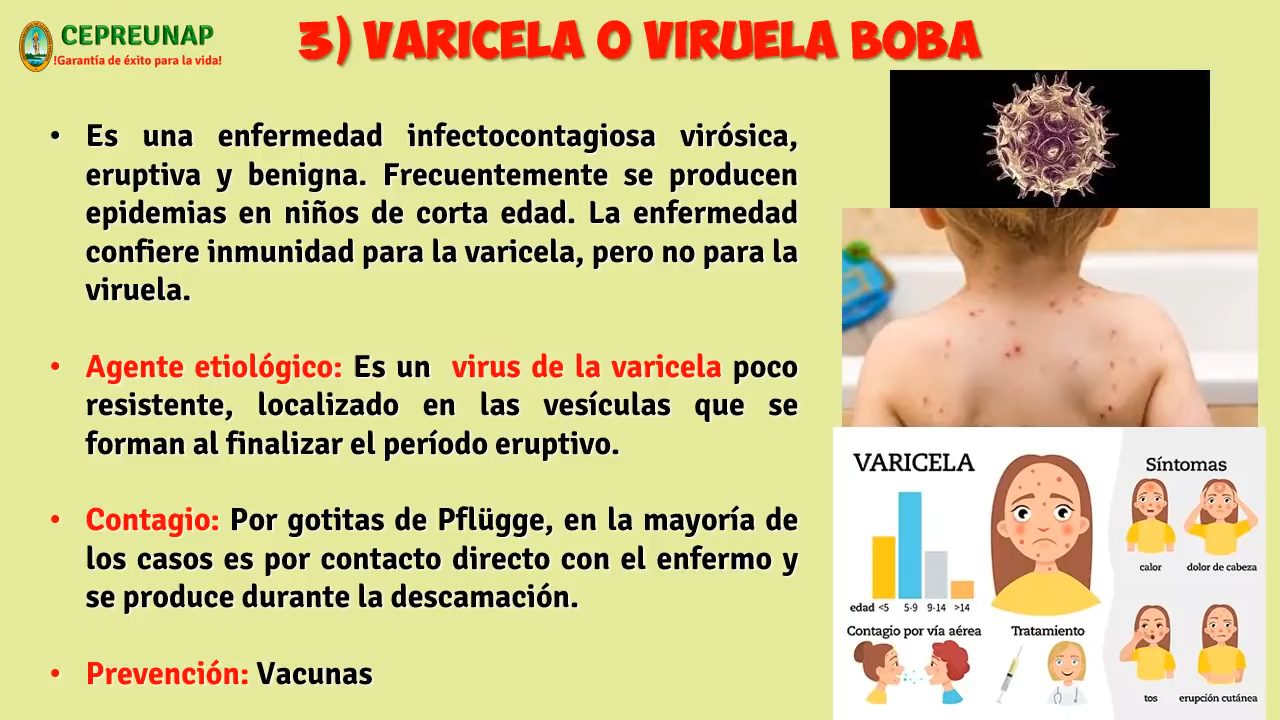 CEPREUNAP
!Garantía de éxito para la vida!
3) VARICELA O VIRUELA BOBA
• Es una enfermedad infectocontagiosa virósica,
eruptiva y benigna. Frecuentemente se producen
epidemias en niños de corta edad. La enfermedad
confiere inmunidad para la varicela, pero no para la
viruela.
• Agente etiológico: Es un virus de la varicela poco
resistente, localizado en las vesículas que se
forman al finalizar el período eruptivo.
• Contagio: Por gotitas de Pflügge, en la mayoría de
los casos es por contacto directo con el enfermo y
se produce durante la descamación.
• Prevención: Vacunas
VARICELA
edad <5 5-9 9-14 >14
Contagio por vía aérea
Tratamiento
Síntomas
calor
dolor de cabeza
tos
erupción cutánea